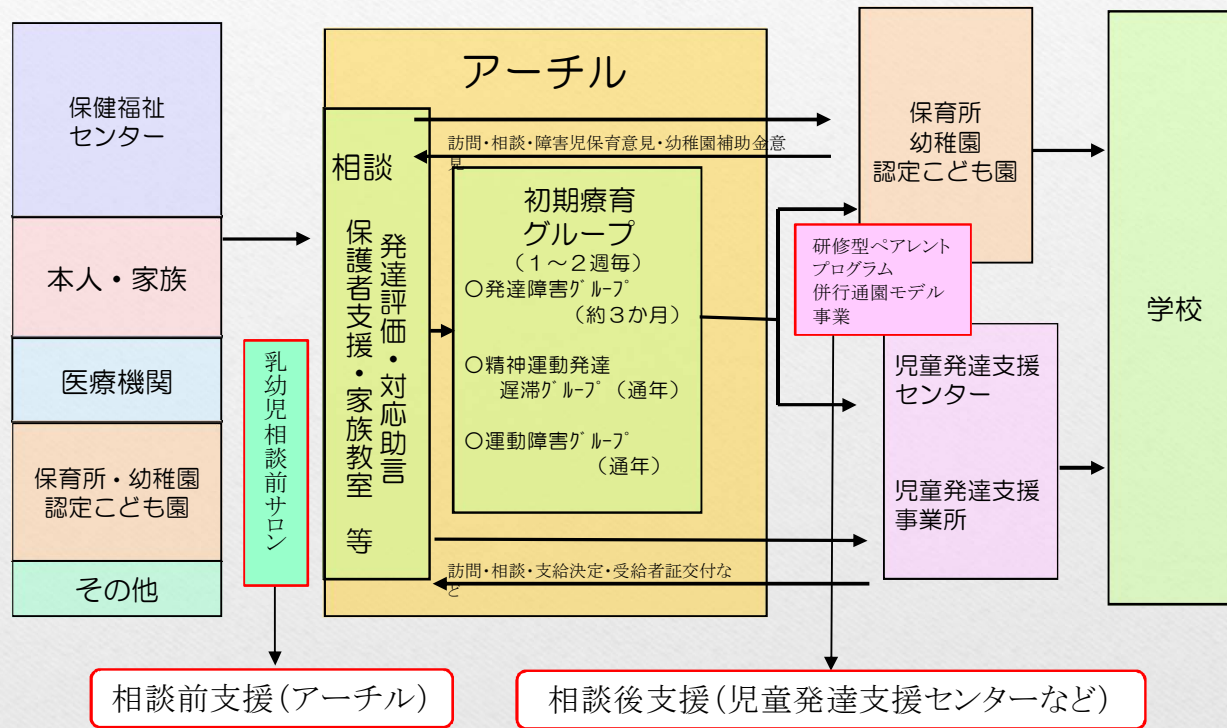 保健福祉
センター
本人・家族
医療機関
保育所・幼稚園
認定こども園
その他
乳幼児相談前サロン
アーチル
訪問・相談・障害児保育意見・幼稚園補助金意
見
相談
発達評価・対応助言
保護者支援・家族教室 等
初期療育
グループ
（１～２週毎）
○発達障害ｸﾞﾙｰﾌﾟ
（約３か月）
○精神運動発達
遅滞ｸﾞﾙｰﾌﾟ（通年）
○運動障害ｸﾞﾙｰﾌﾟ
（通年）
訪問・相談・支給決定・受給者証交付な
ど
保育所
幼稚園
認定こども園
研修型ペアレント
プログラム
併行通園モデル
事業
児童発達支援
センター
児童発達支援
事業所
学校
相談前支援（アーチル）
相談後支援（児童発達支援センターなど）